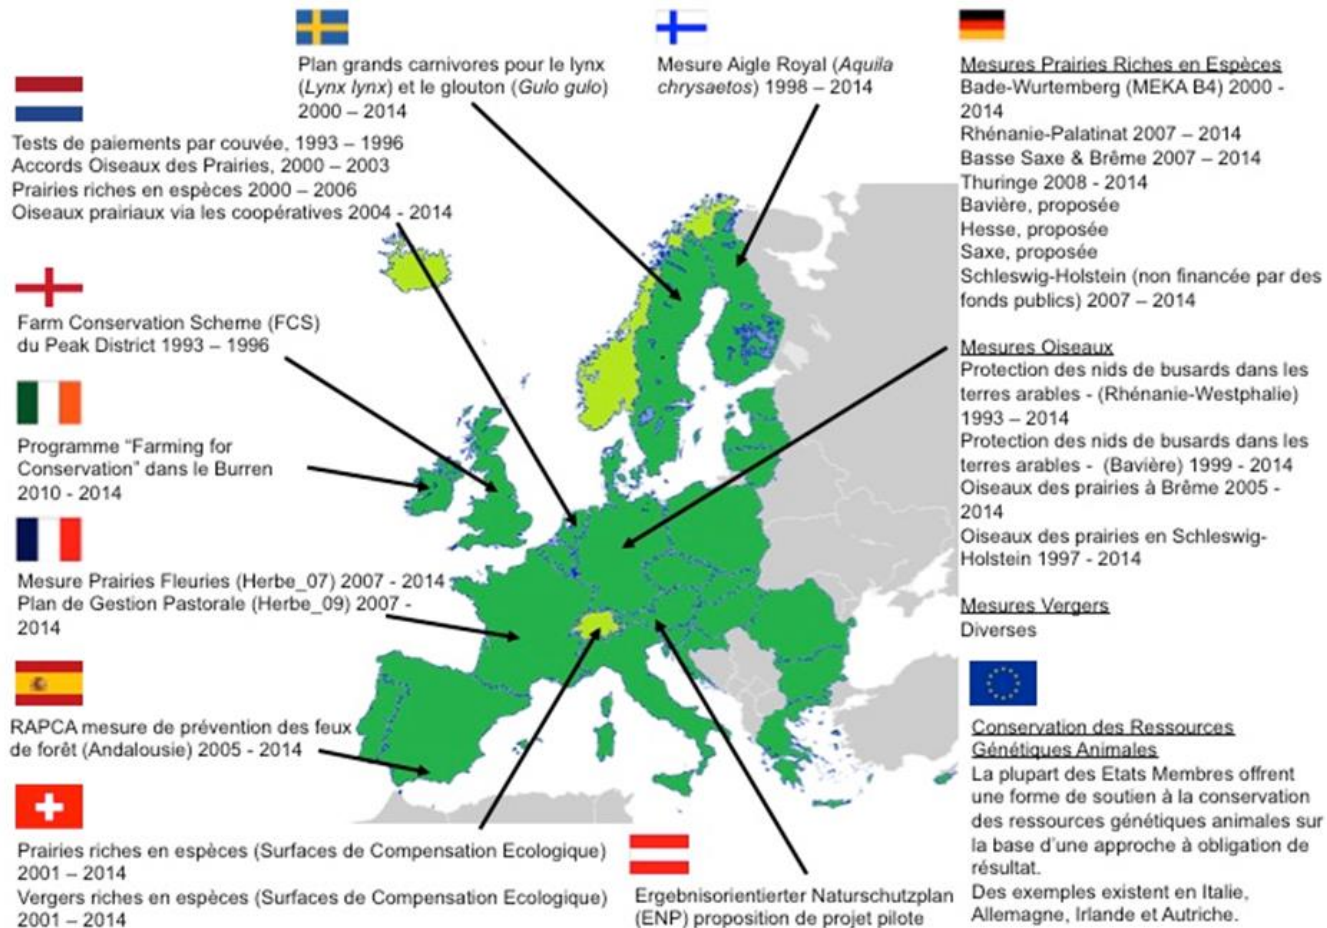 Plan grands carnivores pour le lynx
(Lynx lynx) et le glouton (Gulo gulo)
2000 – 2014
Mesure Aigle Royal (Aquila
chrysaetos) 1998 – 2014
Tests de paiements par couvée, 1993 – 1996
Accords Oiseaux des Prairies, 2000 – 2003
Prairies riches en espèces 2000 – 2006
Oiseaux prairiaux via les coopératives 2004 - 2014
Farm Conservation Scheme (FCS)
du Peak District 1993 – 1996
Programme “Farming for
Conservation” dans le Burren
2010 - 2014
Mesure Prairies Fleuries (Herbe_07) 2007 - 2014
Plan de Gestion Pastorale (Herbe_09) 2007 -
2014
RAPCA mesure de prévention des feux
de forêt (Andalousie) 2005 - 2014
Prairies riches en espèces (Surfaces de Compensation Ecologique)
2001 – 2014
Vergers riches en espèces (Surfaces de Compensation Ecologique)
2001 – 2014
Ergebnisorientierter Naturschutzplan
(ENP) proposition de projet pilote
Mesures Prairies Riches en Espèces
Bade-Wurtemberg (MEKA B4) 2000 -
2014
Rhénanie-Palatinat 2007 – 2014
Basse Saxe & Brême 2007 – 2014
Thuringe 2008 - 2014
Bavière, proposée
Hesse, proposée
Saxe, proposée
Schleswig-Holstein (non financée par des
fonds publics) 2007 – 2014
Mesures Oiseaux
Protection des nids de busards dans les
terres arables - (Rhénanie-Westphalie)
1993 – 2014
Protection des nids de busards dans les
terres arables - (Bavière) 1999 - 2014
Oiseaux des prairies à Brême 2005 -
2014
Oiseaux des prairies en Schleswig-
Holstein 1997 - 2014
Mesures Vergers
Diverses
Conservation des Ressources
Génétiques Animales
La plupart des Etats Membres offrent
une forme de soutien à la conservation
des ressources génétiques animales sur
la base d’une approche à obligation de
résultat.
Des exemples existent en Italie,
Allemagne, Irlande et Autriche.